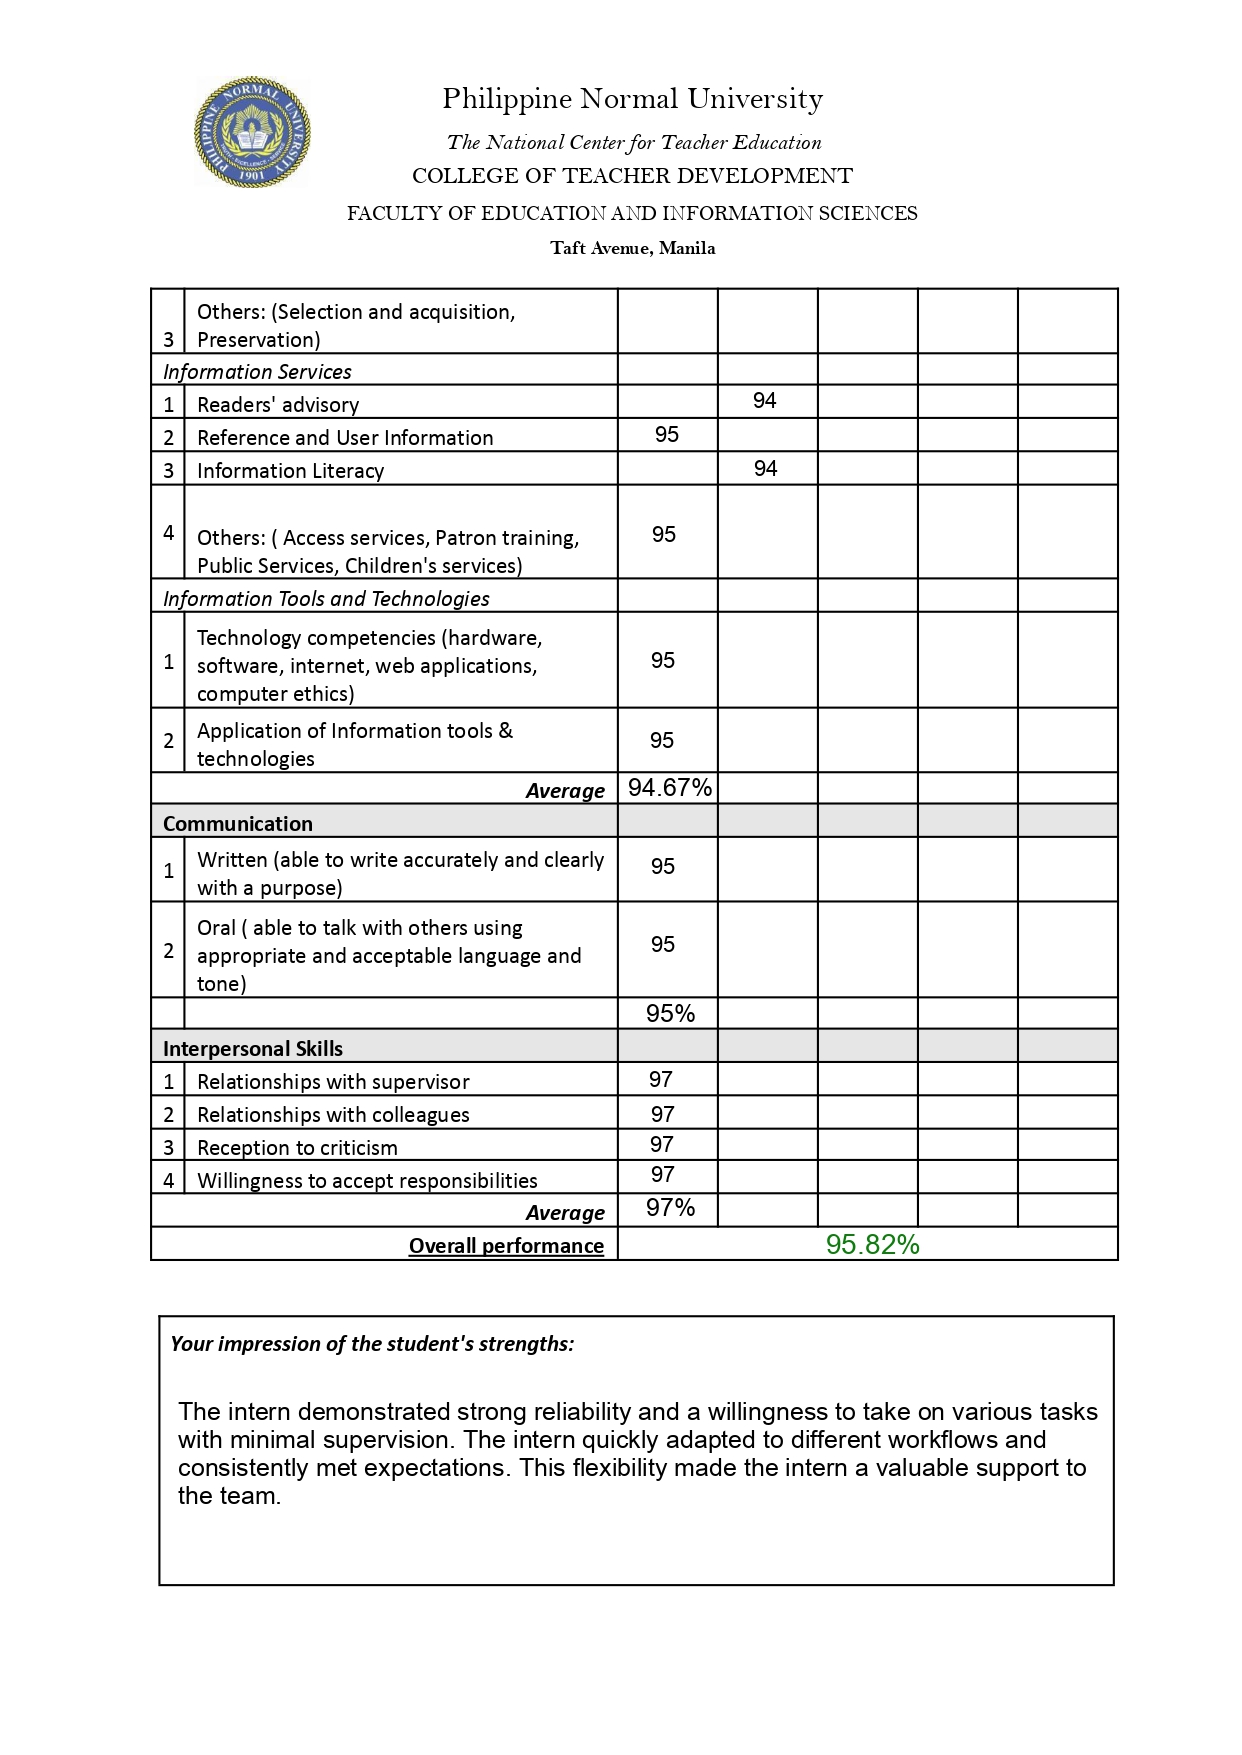 PHILIPPINE NORMAL UNIVERSITY
1901
Philippine Normal University
The National Center for Teacher Education
COLLEGE OF TEACHER DEVELOPMENT
FACULTY OF EDUCATION AND INFORMATION SCIENCES
Taft Avenue, Manila
Others: (Selection and acquisition,
3 Preservation)
Information Services
1 Readers' advisory 94
2 Reference and User Information 95
3 Information Literacy 94
4 Others: ( Access services, Patron training, 95
Public Services, Children's services)
Information Tools and Technologies
Technology competencies (hardware,
1 software, internet, web applications, 95
computer ethics)
2 Application of Information tools & 95
technologies
Average 94.67%
Communication
1 Written (able to write accurately and clearly 95
with a purpose)
Oral ( able to talk with others using
2 appropriate and acceptable language and 95
tone)
95%
Interpersonal Skills
1 Relationships with supervisor 97
2 Relationships with colleagues 97
3 Reception to criticism 97
4 Willingness to accept responsibilities 97
Average 97%
Overall performance 95.82%
Your impression of the student's strengths:
The intern demonstrated strong reliability and a willingness to take on various tasks
with minimal supervision. The intern quickly adapted to different workflows and
consistently met expectations. This flexibility made the intern a valuable support to
the team.